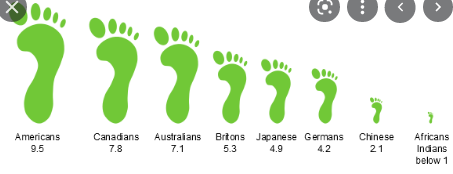 Americans
9.5
Canadians
7.8
Australians
7.1
Britons
5.3
Japanese
4.9
Germans
4.2
Chinese
2.1
Africans
Indians
below 1